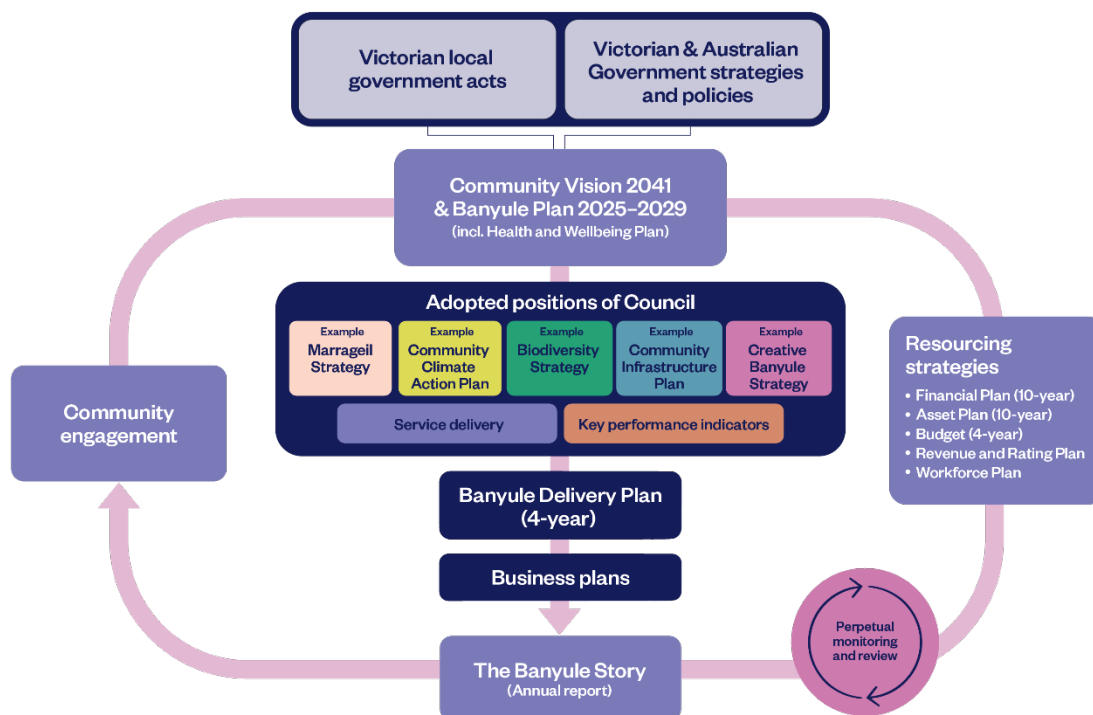 Victorian local
government acts
Victorian & Australian
Government strategies
and policies
Community Vision 2041
& Banyule Plan 2025–2029
(incl. Health and Wellbeing Plan)
Adopted positions of Council
Example
Marrageil
Strategy
Example
Community
Climate
Action Plan
Example
Biodiversity
Strategy
Example
Community
Infrastructure
Plan
Example
Creative
Banyule
Strategy
Service delivery
Key performance indicators
Community
engagement
Resourcing
strategies
• Financial Plan (10-year)
• Asset Plan (10-year)
• Budget (4-year)
• Revenue and Rating Plan
• Workforce Plan
Banyule Delivery Plan
(4-year)
Business plans
Perpetual
monitoring
and review
The Banyule Story
(Annual report)